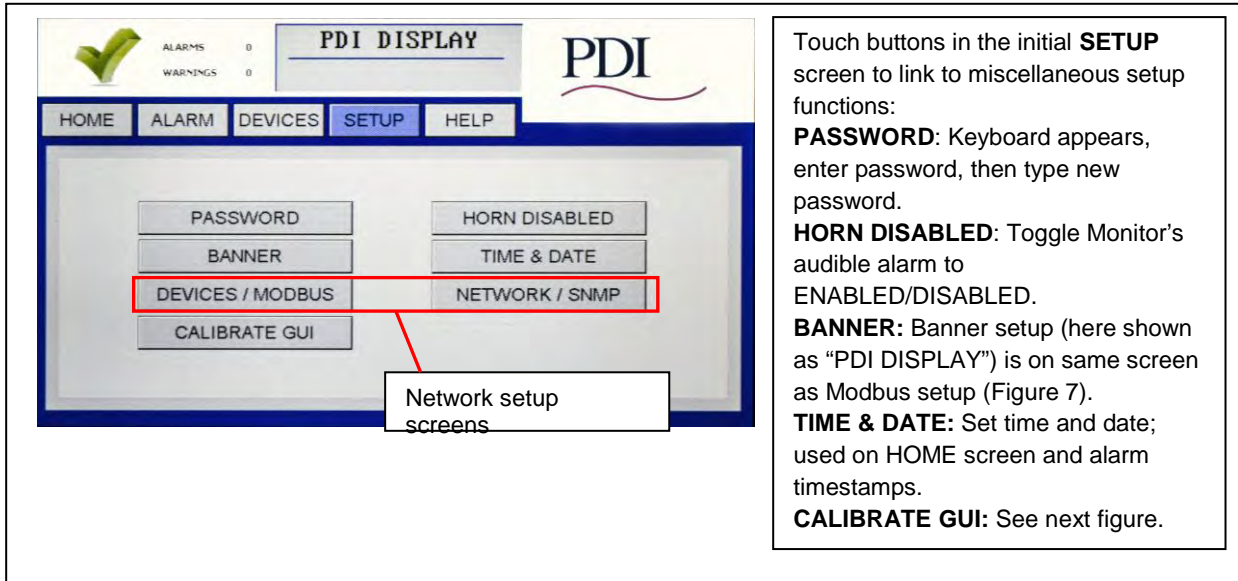 ALARMS 0
WARNINGS 0
PDI DISPLAY
PDI
HOME ALARM DEVICES SETUP HELP
PASSWORD HORN DISABLED
BANNER TIME & DATE
DEVICES / MODBUS NETWORK / SNMP
CALIBRATE GUI
Network setup
screens
Touch buttons in the initial SETUP
screen to link to miscellaneous setup
functions:
PASSWORD: Keyboard appears,
enter password, then type new
password.
HORN DISABLED: Toggle Monitor's
audible alarm to
ENABLED/DISABLED.
BANNER: Banner setup (here shown
as “PDI DISPLAY”) is on same screen
as Modbus setup (Figure 7).
TIME & DATE: Set time and date;
used on HOME screen and alarm
timestamps.
CALIBRATE GUI: See next figure.